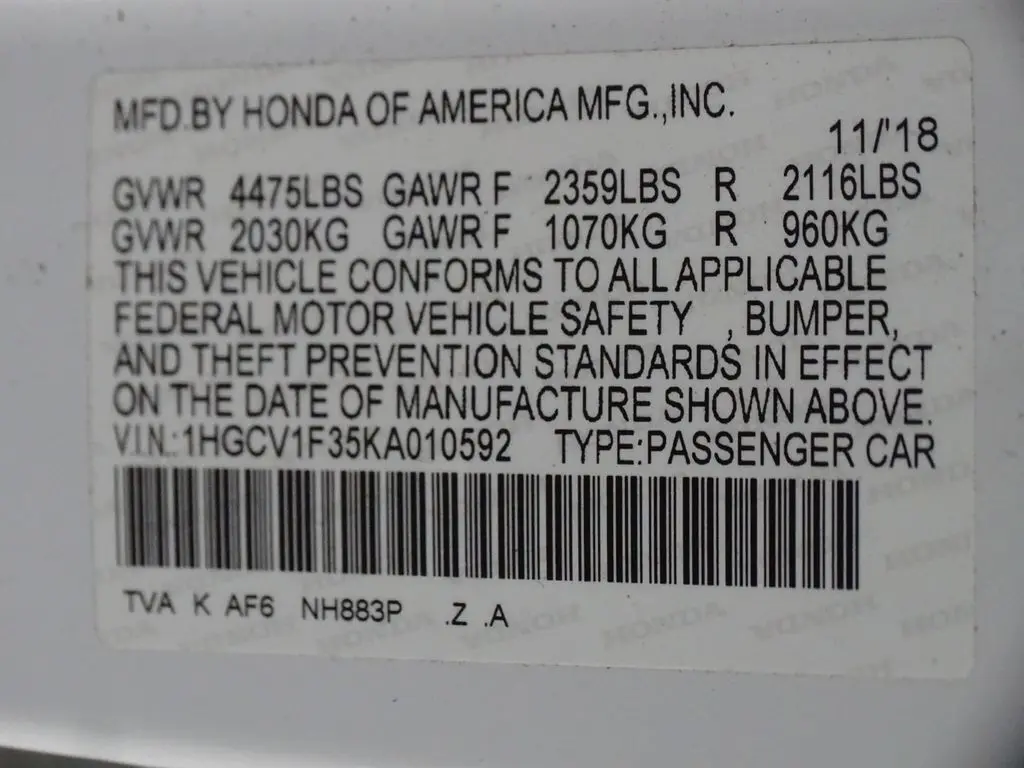 MFD.BY HONDA OF AMERICA MFG.,INC.
11/'18
GVWR 4475LBS GAWR F 2359LBS R 2116LBS
GVWR 2030KG GAWR F 1070KG R 960KG
THIS VEHICLE CONFORMS TO ALL APPLICABLE
FEDERAL MOTOR VEHICLE SAFETY , BUMPER,
AND THEFT PREVENTION STANDARDS IN EFFECT
ON THE DATE OF MANUFACTURE SHOWN ABOVE.
V.I.N.:1HGCV1F35KA010592 TYPE:PASSENGER CAR
TVA K AF6 NH883P .Z .A